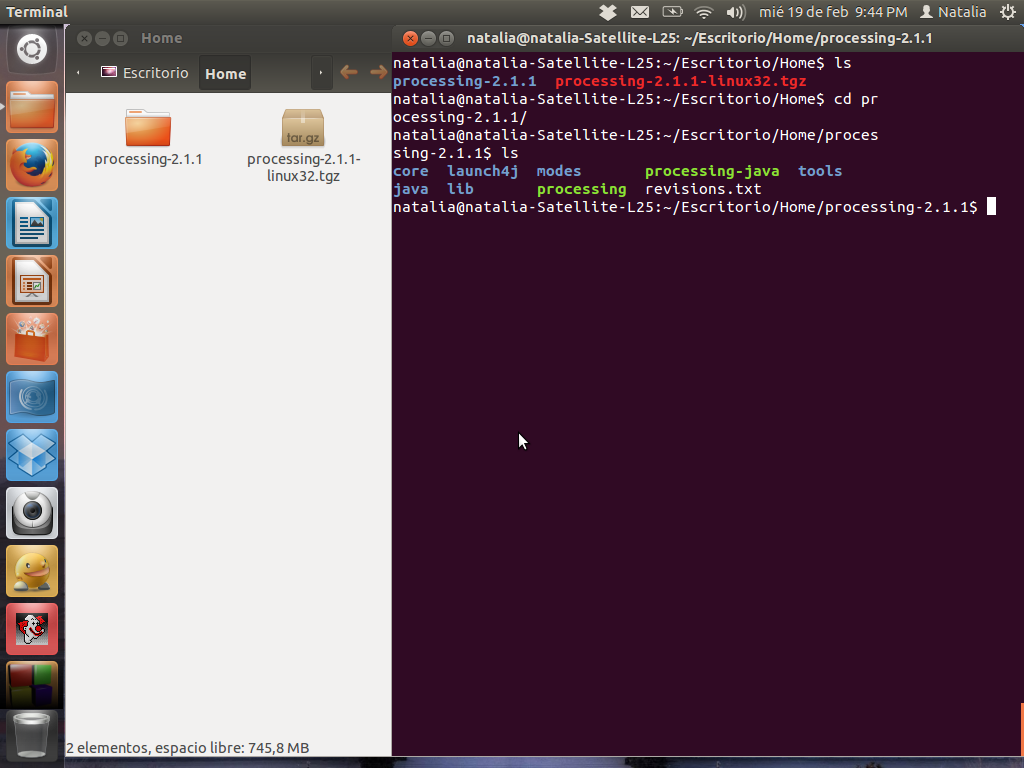 Terminal
mié 19 de feb 9:44 PM Natalia
Home
Escritorio Home
processing-2.1.1
tar.gz
processing-2.1.1-
linux32.tgz
2 elementos, espacio libre: 745,8 MB
natalia@natalia-Satellite-L25: ~/Escritorio/Home/processing-2.1.1
natalia@natalia-Satellite-L25:~/Escritorio/Home$ ls
processing-2.1.1  processing-2.1.1-linux32.tgz
natalia@natalia-Satellite-L25:~/Escritorio/Home$ cd pr
ocessing-2.1.1/
natalia@natalia-Satellite-L25:~/Escritorio/Home/proces
sing-2.1.1$ ls
core  launch4j  modes       processing-java  tools
java  lib       processing  revisions.txt
natalia@natalia-Satellite-L25:~/Escritorio/Home/processing-2.1.1$